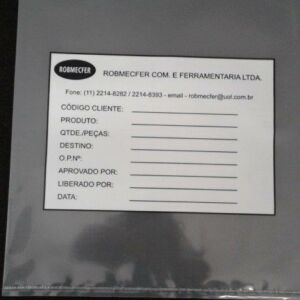 ROBMECFER
ROBMECFER COM. E FERRAMENTARIA LTDA.
Fone: (11) 2214-8282 / 2214-8393 - email - robmecfer@uol.com.br
CÓDIGO CLIENTE:
PRODUTO:
QTDE./PEÇAS:
DESTINO:
O.P.Nº:
APROVADO POR:
LIBERADO POR:
DATA: